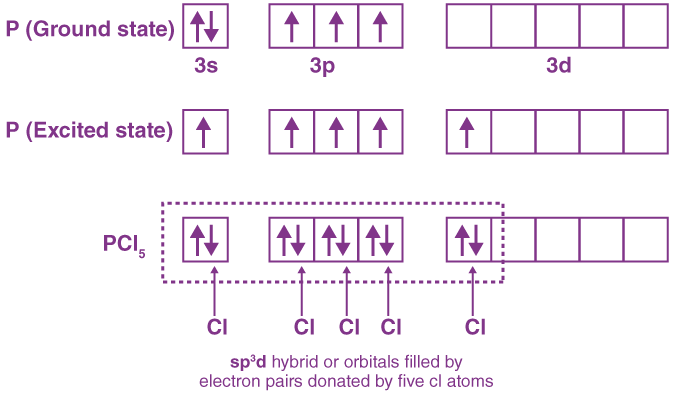 P (Ground state)
3s 3p 3d
P (Excited state)
PCl5
Cl Cl Cl Cl Cl
sp³d hybrid or orbitals filled by
electron pairs donated by five cl atoms